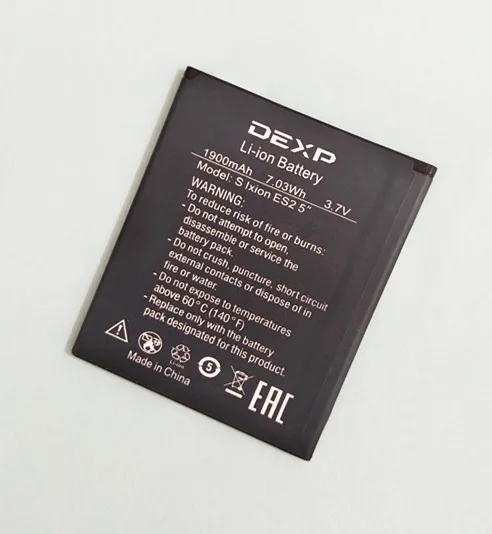 DEXP
Li-ion Battery
1900mAh 7.03Wh 3.7V
Model: S Ixion ES2 5"
WARNING:
To reduce risk of fire or burns:
- Do not attempt to open,
disassemble or service the
battery pack.
- Do not crush, puncture, short circuit
external contacts or dispose of in
fire or water.
- Do not expose to temperatures
above 60°C (140°F)
- Replace only with the battery
pack designated for this product.
Li-ion
5
EAC
Made in China